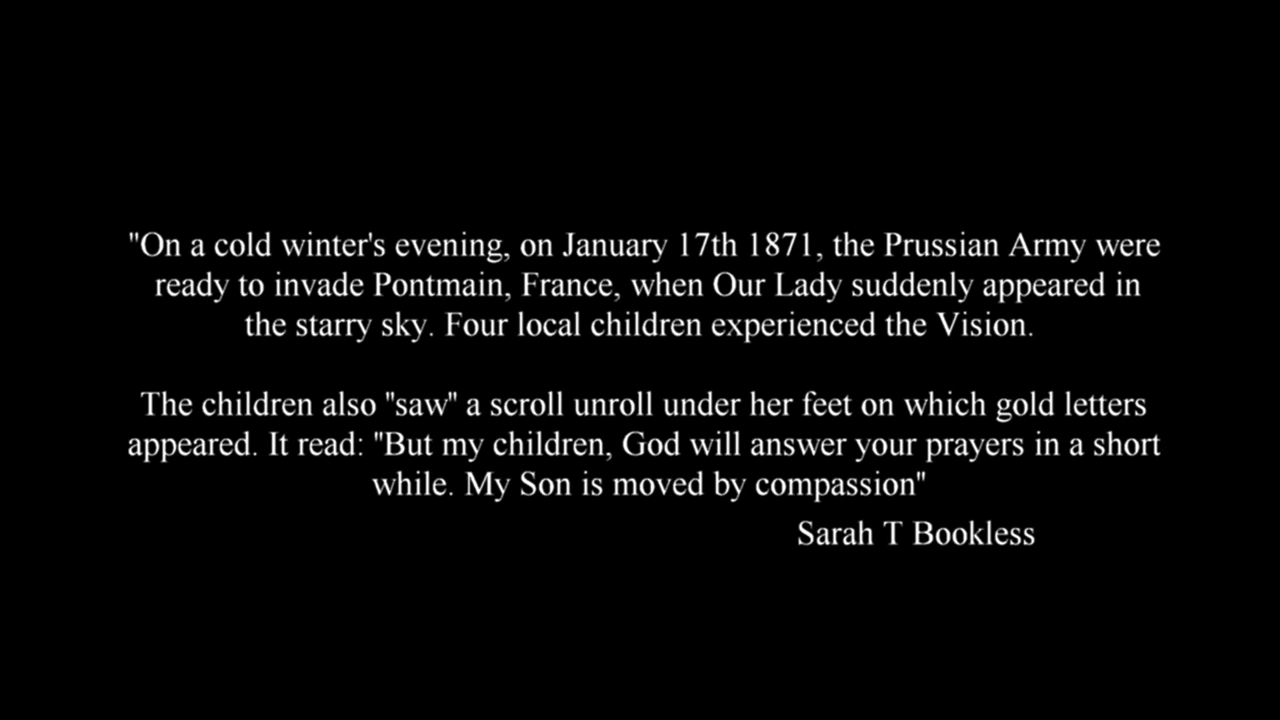 "On a cold winter's evening, on January 17th 1871, the Prussian Army were
ready to invade Pontmain, France, when Our Lady suddenly appeared in
the starry sky. Four local children experienced the Vision.
The children also "saw" a scroll unroll under her feet on which gold letters
appeared. It read: "But my children, God will answer your prayers in a short
while. My Son is moved by compassion"
Sarah T Bookless